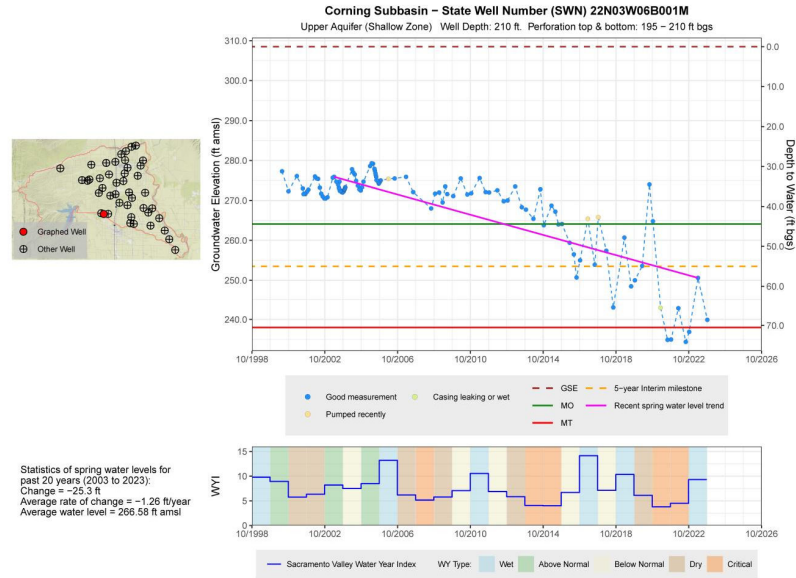 Corning Subbasin − State Well Number (SWN) 22N03W06B001M
Upper Aquifer (Shallow Zone) Well Depth: 210 ft. Perforation top & bottom: 195 − 210 ft bgs
Graphed Well
Other Well
Groundwater Elevation (ft amsl)
310.0
300.0
290.0
280.0
270.0
260.0
250.0
240.0
Depth to Water (ft bgs)
0.0
10.0
20.0
30.0
40.0
50.0
60.0
70.0
10/1998
10/2002
10/2006
10/2010
10/2014
10/2018
10/2022
10/2026
Good measurement
Casing leaking or wet
Pumped recently
GSE
5−year Interim milestone
MO
Recent spring water level trend
MT
Statistics of spring water levels for
past 20 years (2003 to 2023):
Change = −25.3 ft
Average rate of change = −1.26 ft/year
Average water level = 266.58 ft amsl
WYI
15
10
5
0
10/1998
10/2002
10/2006
10/2010
10/2014
10/2018
10/2022
10/2026
Sacramento Valley Water Year Index
WY Type:
Wet
Above Normal
Below Normal
Dry
Critical